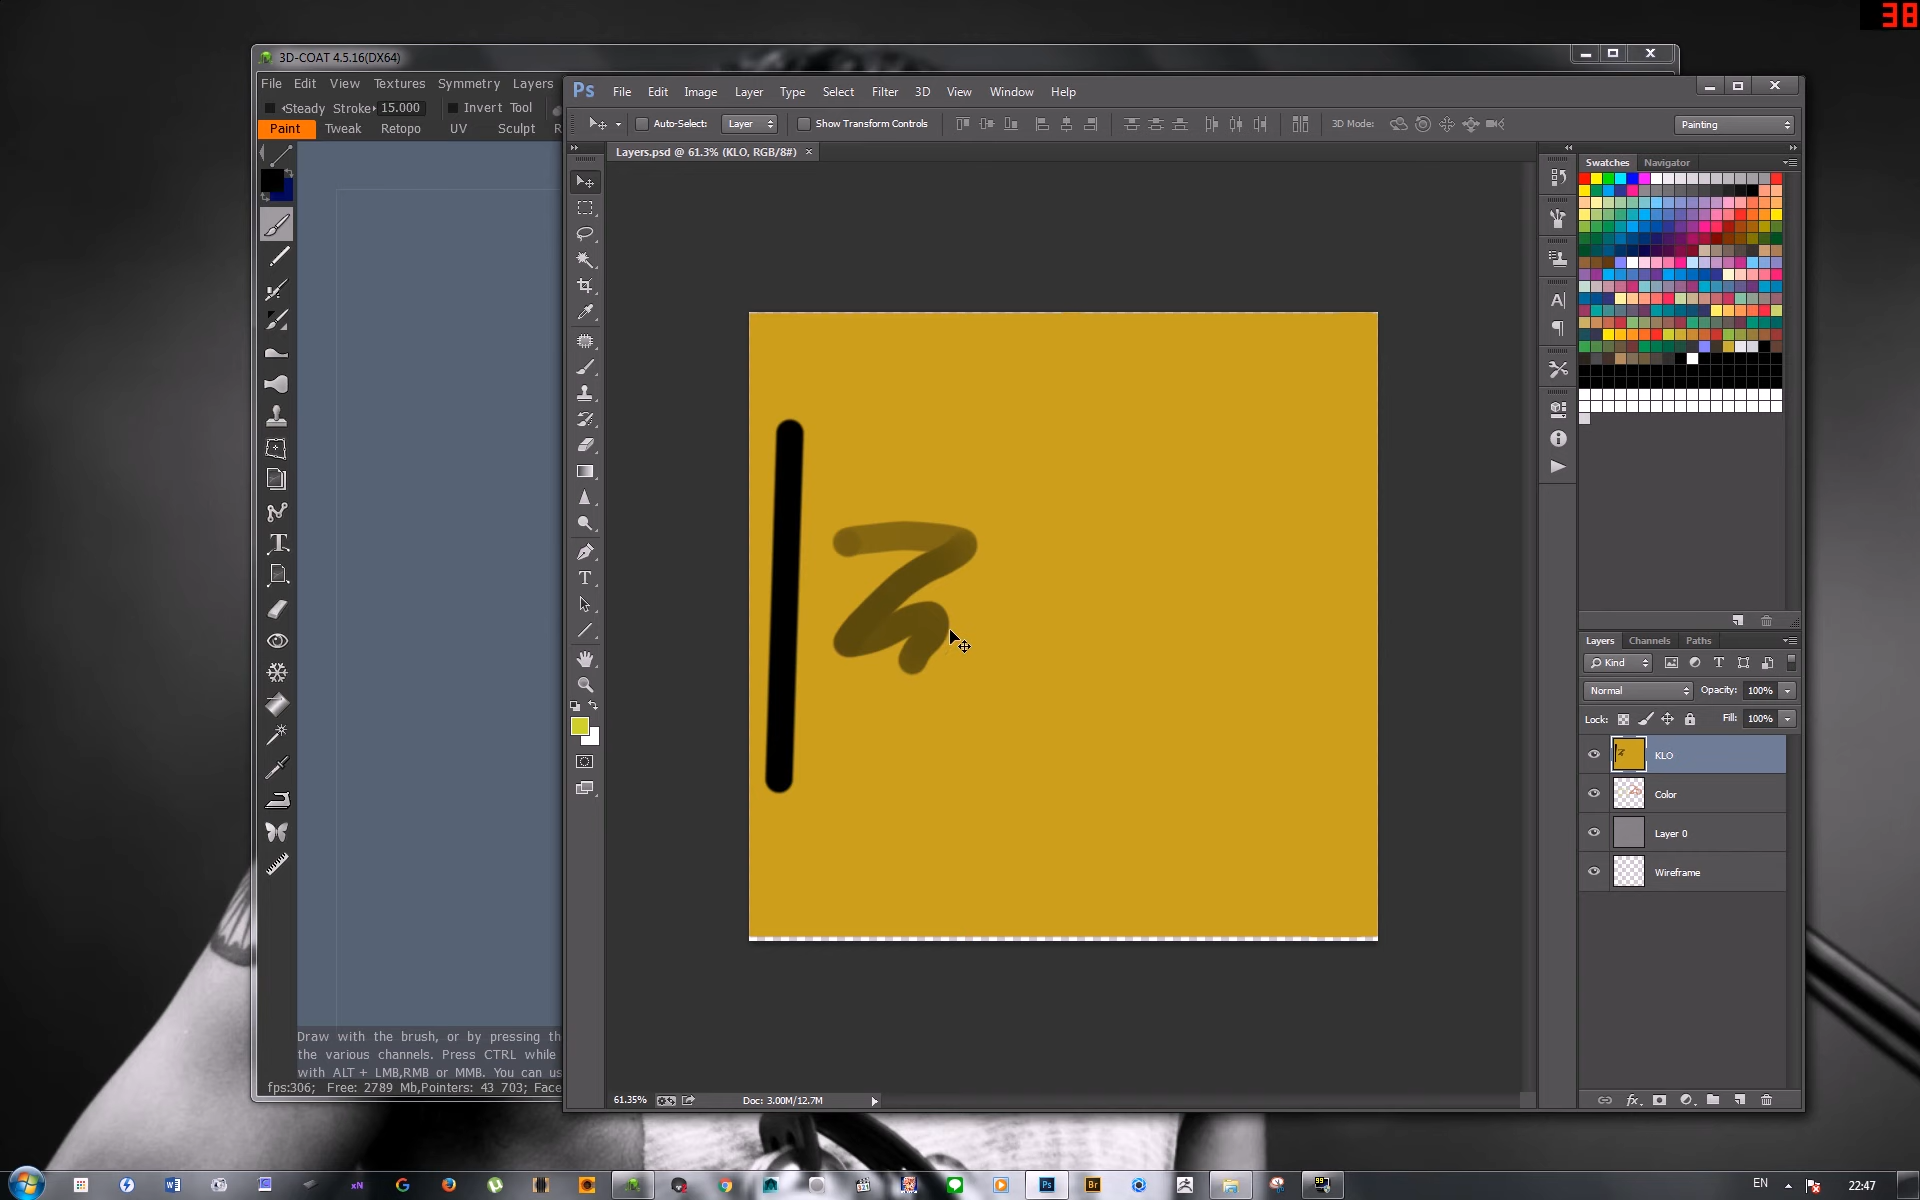 38
3D-COAT 4.5.16(DX64)
File Edit View Textures Symmetry Layers
Steady Stroke 15.000 Invert Tool
Paint Tweak Retopo UV Sculpt R
Ps File Edit Image Layer Type Select Filter 3D View Window Help
Auto-Select: Layer Show Transform Controls 3D Mode: Painting
Layers.psd @ 61.3% (KLO, RGB/8#) ×
Swatches Navigator
Layers Channels Paths
Kind
Normal Opacity: 100%
Lock: Fill: 100%
KLO
Color
Layer 0
Wireframe
Draw with the brush, or by pressing th
the various channels. Press CTRL while
with ALT + LMB,RMB or MMB. You can us
fps:306; Free: 2789 Mb,Pointers: 43 703; Face
61.35% Doc: 3.00M/12.7M
EN 22:47